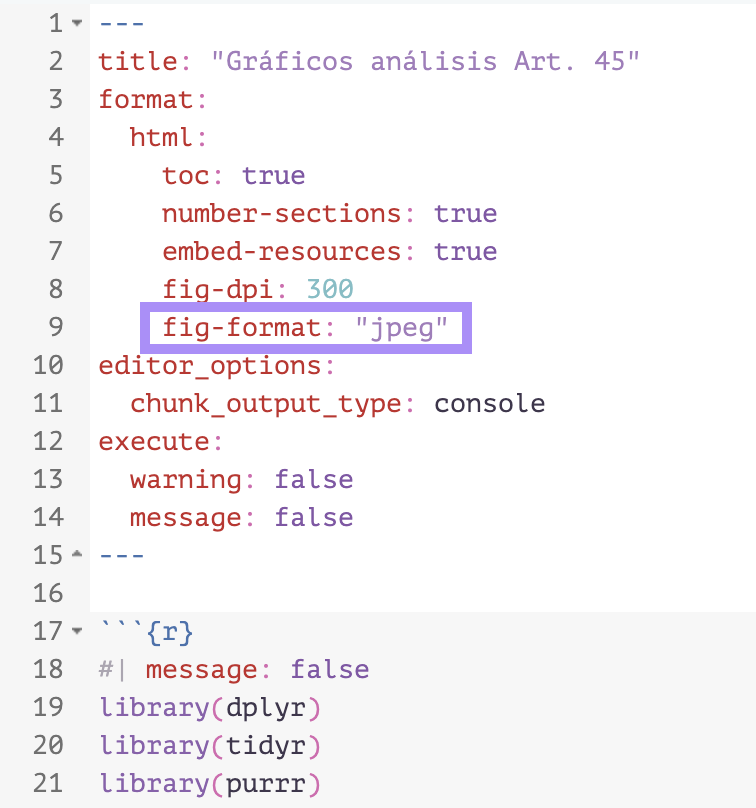 1 ---
2 title: "Gráficos análisis Art. 45"
3 format:
4   html:
5     toc: true
6     number-sections: true
7     embed-resources: true
8     fig-dpi: 300
9     fig-format: "jpeg"
10 editor_options:
11   chunk_output_type: console
12 execute:
13   warning: false
14   message: false
15 ---
16
17 ```{r}
18 #| message: false
19 library(dplyr)
20 library(tidyr)
21 library(purrr)